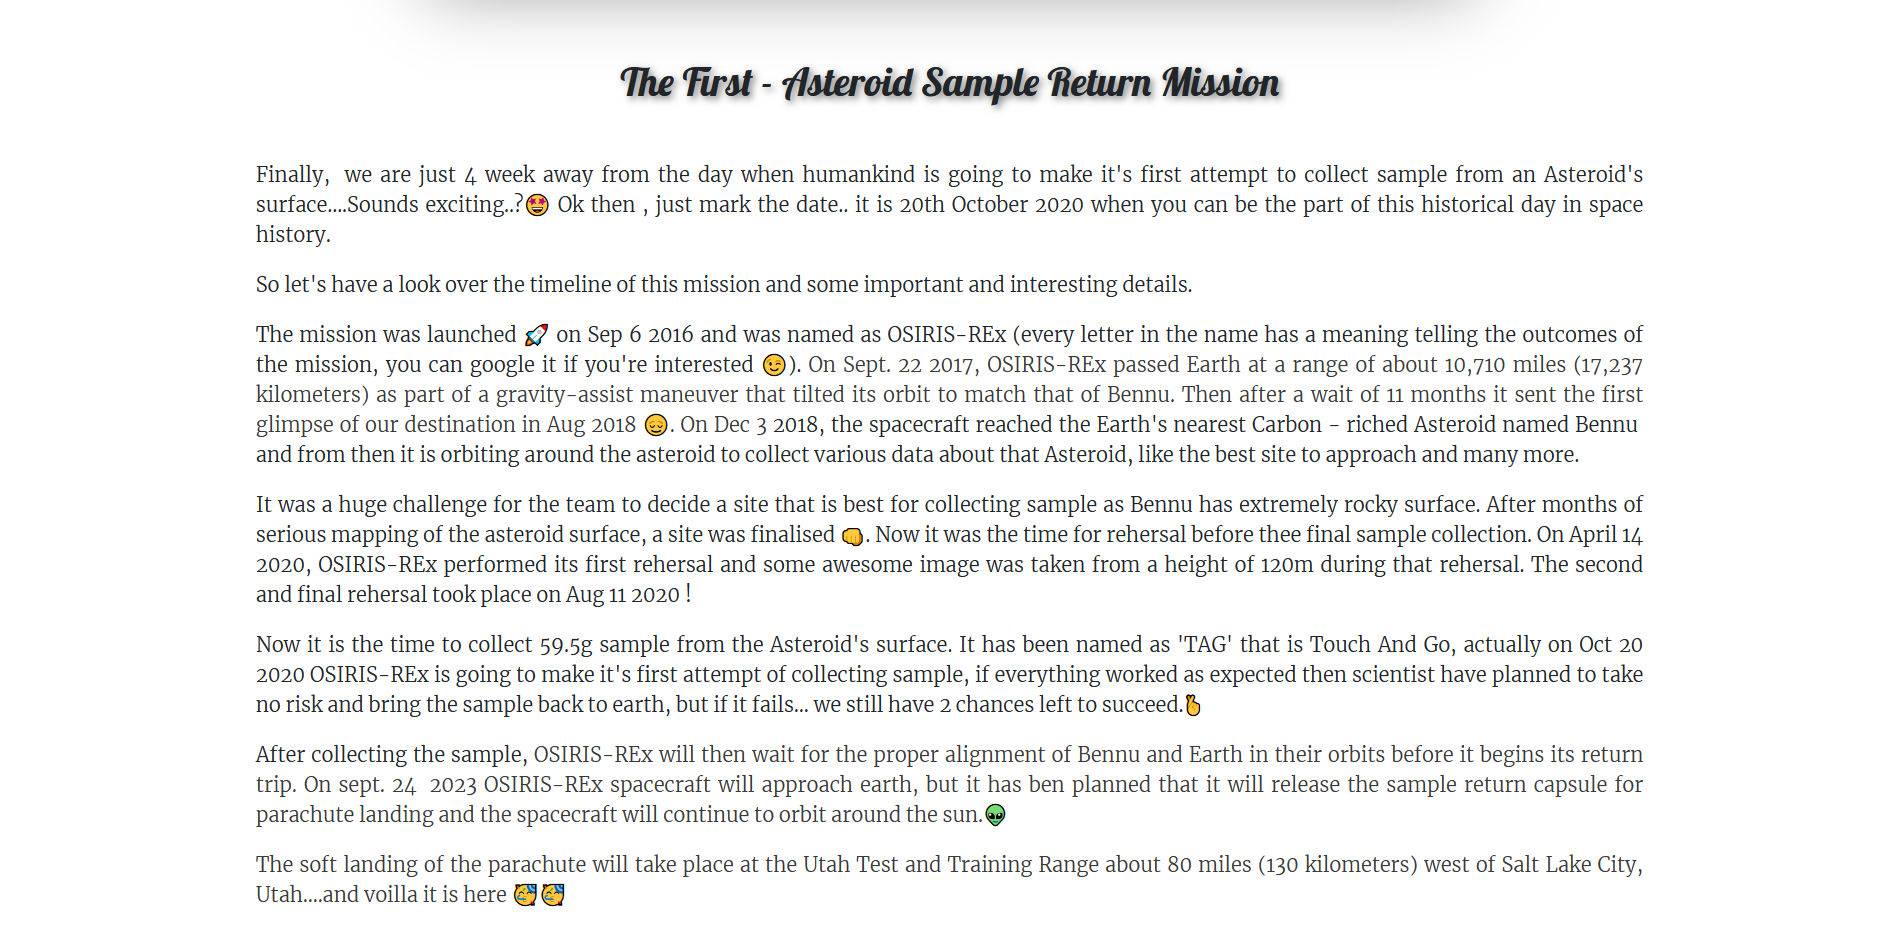 The First - Asteroid Sample Return Mission
Finally, we are just 4 week away from the day when humankind is going to make it's first attempt to collect sample from an Asteroid's
surface....Sounds exciting..?🤩 Ok then , just mark the date.. it is 20th October 2020 when you can be the part of this historical day in space
history.
So let's have a look over the timeline of this mission and some important and interesting details.
The mission was launched 🚀 on Sep 6 2016 and was named as OSIRIS-REx (every letter in the name has a meaning telling the outcomes of
the mission, you can google it if you're interested 😉). On Sept. 22 2017, OSIRIS-REx passed Earth at a range of about 10,710 miles (17,237
kilometers) as part of a gravity-assist maneuver that tilted its orbit to match that of Bennu. Then after a wait of 11 months it sent the first
glimpse of our destination in Aug 2018 😌. On Dec 3 2018, the spacecraft reached the Earth's nearest Carbon - riched Asteroid named Bennu
and from then it is orbiting around the asteroid to collect various data about that Asteroid, like the best site to approach and many more.
It was a huge challenge for the team to decide a site that is best for collecting sample as Bennu has extremely rocky surface. After months of
serious mapping of the asteroid surface, a site was finalised 👊. Now it was the time for rehersal before thee final sample collection. On April 14
2020, OSIRIS-REx performed its first rehersal and some awesome image was taken from a height of 120m during that rehersal. The second
and final rehersal took place on Aug 11 2020 !
Now it is the time to collect 59.5g sample from the Asteroid's surface. It has been named as 'TAG' that is Touch And Go, actually on Oct 20
2020 OSIRIS-REx is going to make it's first attempt of collecting sample, if everything worked as expected then scientist have planned to take
no risk and bring the sample back to earth, but if it fails... we still have 2 chances left to succeed.🤞
After collecting the sample, OSIRIS-REx will then wait for the proper alignment of Bennu and Earth in their orbits before it begins its return
trip. On sept. 24 2023 OSIRIS-REx spacecraft will approach earth, but it has ben planned that it will release the sample return capsule for
parachute landing and the spacecraft will continue to orbit around the sun.👽
The soft landing of the parachute will take place at the Utah Test and Training Range about 80 miles (130 kilometers) west of Salt Lake City,
Utah....and voilla it is here 🥳🥳